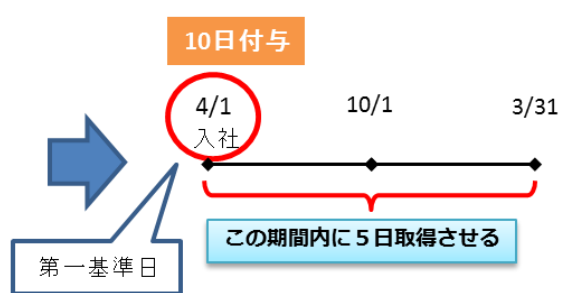 10日付与
4/1
10/1
3/31
入社
この期間内に５日取得させる
第一基準日